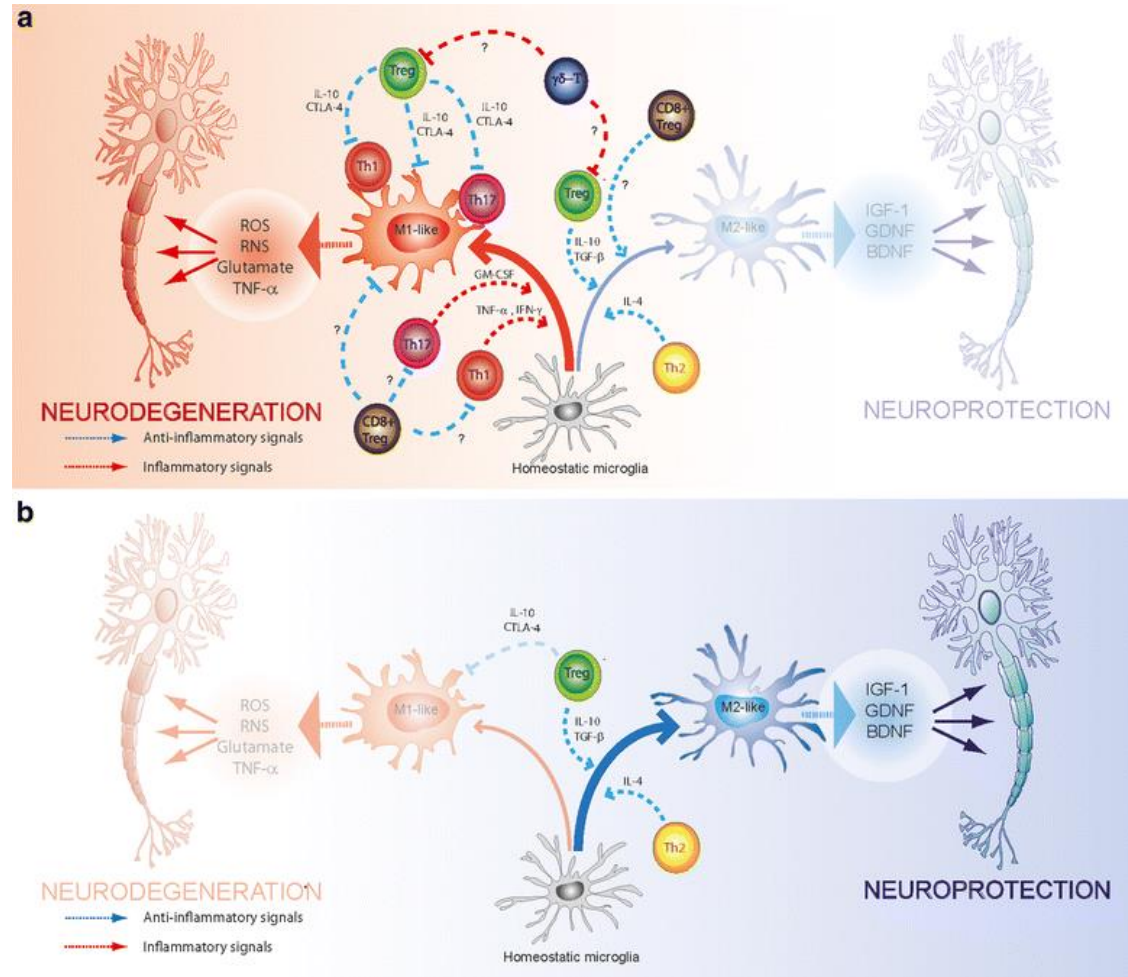 a
Treg
?
γδ-T
IL-10
CTLA-4
IL-10
CTLA-4
IL-10
CTLA-4
CD8+
Treg
?
Th1
Treg
?
Th17
M1-like
M2-like
ROS
RNS
Glutamate
TNF-α
IL-10
TGF-β
IGF-1
GDNF
BDNF
GM-CSF
TNF-α , IFN-γ
IL-4
?
Th17
Th1
Th2
?
CD8+
Treg
?
NEURODEGENERATION
NEUROPROTECTION
Anti-inflammatory signals
Inflammatory signals
Homeostatic microglia
b
IL-10
CTLA-4
Treg
M1-like
M2-like
ROS
RNS
Glutamate
TNF-α
IL-10
TGF-β
IGF-1
GDNF
BDNF
IL-4
Th2
NEURODEGENERATION
NEUROPROTECTION
Anti-inflammatory signals
Inflammatory signals
Homeostatic microglia